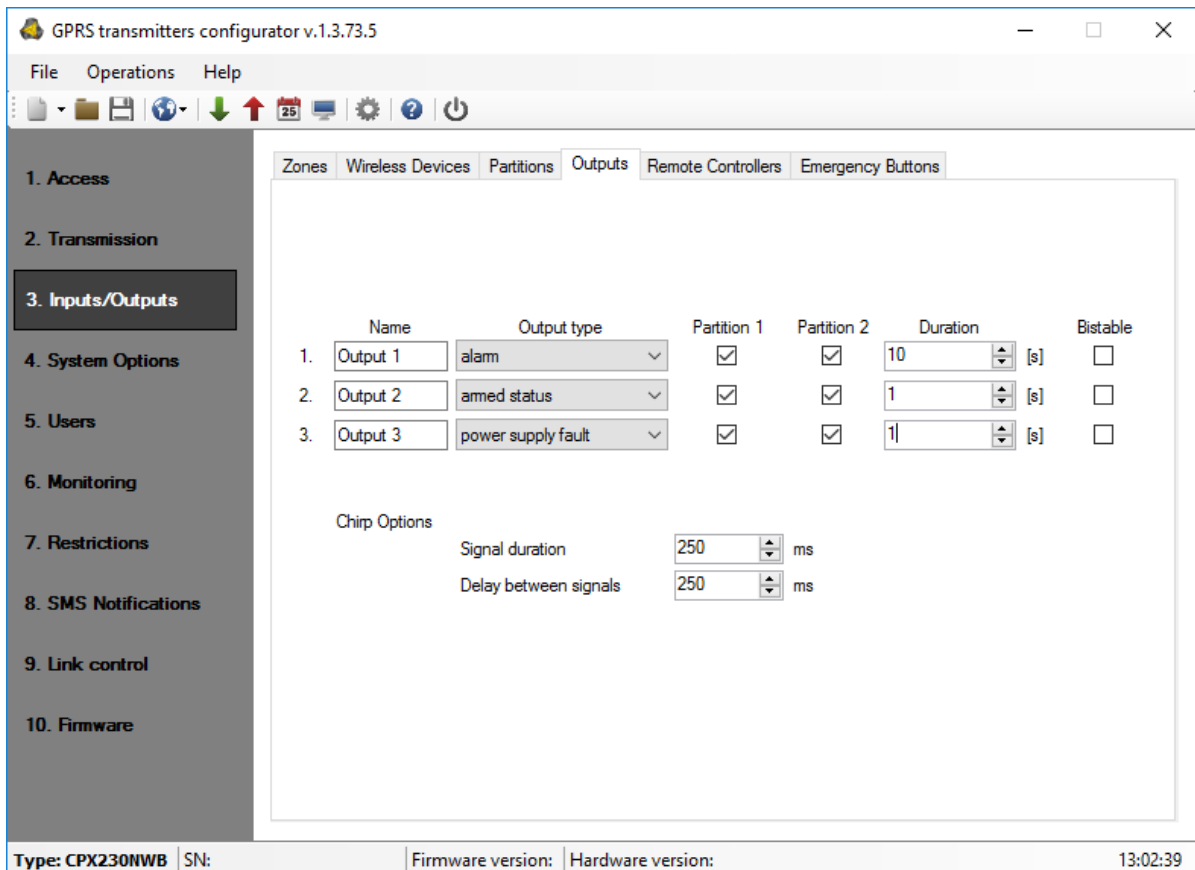 GPRS transmitters configurator v.1.3.73.5
File Operations Help
25
Zones Wireless Devices Partitions Outputs Remote Controllers Emergency Buttons
1. Access
2. Transmission
3. Inputs/Outputs
4. System Options
5. Users
6. Monitoring
7. Restrictions
8. SMS Notifications
9. Link control
10. Firmware
Name Output type Partition 1 Partition 2 Duration Bistable
1. Output 1 alarm 10 [s]
2. Output 2 armed status 1 [s]
3. Output 3 power supply fault 1 [s]
Chirp Options
Signal duration 250 ms
Delay between signals 250 ms
Type: CPX230NWB SN: Firmware version: Hardware version: 13:02:39